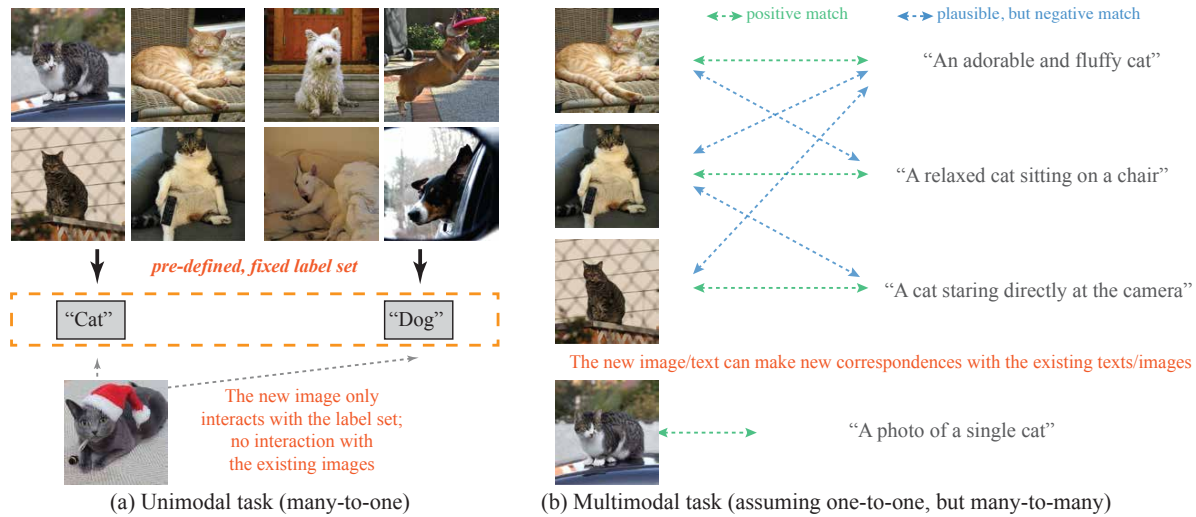 pre-defined, fixed label set
“Cat”
“Dog”
The new image only
interacts with the label set;
no interaction with
the existing images
(a) Unimodal task (many-to-one)
positive match
plausible, but negative match
“An adorable and fluffy cat”
“A relaxed cat sitting on a chair”
“A cat staring directly at the camera”
The new image/text can make new correspondences with the existing texts/images
“A photo of a single cat”
(b) Multimodal task (assuming one-to-one, but many-to-many)